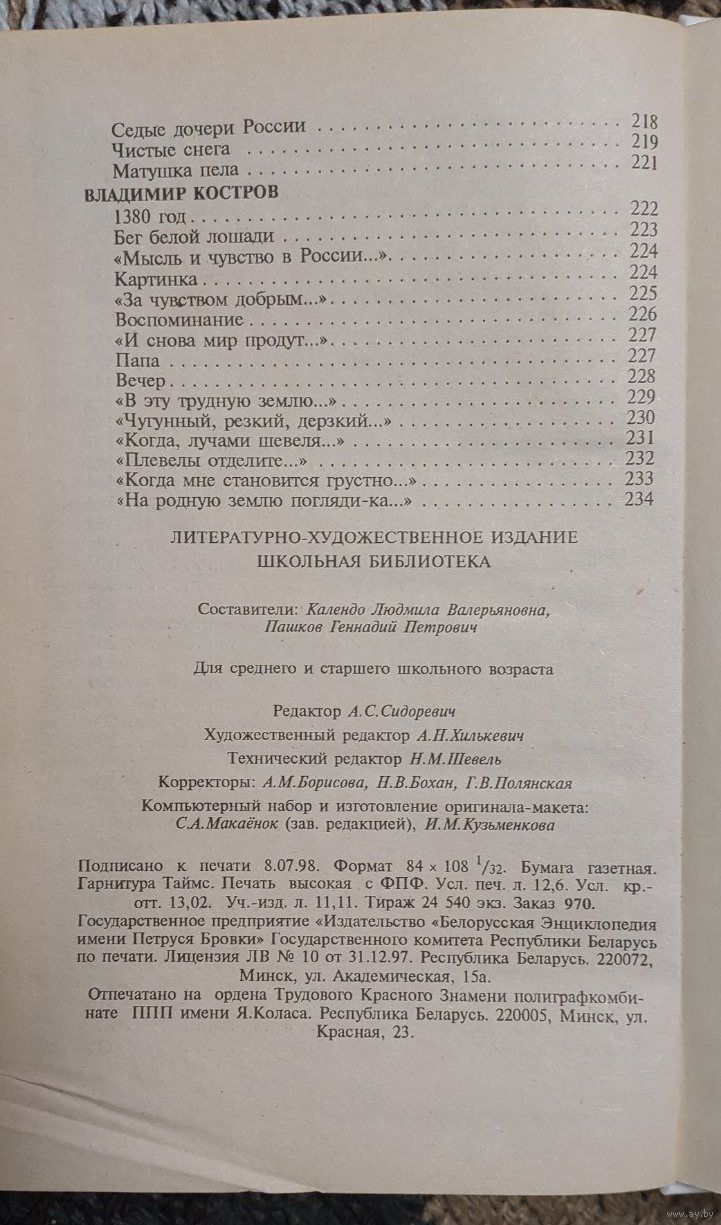 Седые дочери России . . . . . . . . . . . . . . . . . . . . . . . . . . . 218
Чистые снега . . . . . . . . . . . . . . . . . . . . . . . . . . . . . . . . . 219
Матушка пела . . . . . . . . . . . . . . . . . . . . . . . . . . . . . . . . . 221
ВЛАДИМИР КОСТРОВ
1380 год . . . . . . . . . . . . . . . . . . . . . . . . . . . . . . . . . . . . . 222
Бег белой лошади . . . . . . . . . . . . . . . . . . . . . . . . . . . . . 223
«Мысль и чувство в России...». . . . . . . . . . . . . . . . . . . . 224
Картинка . . . . . . . . . . . . . . . . . . . . . . . . . . . . . . . . . . . . 224
«За чувством добрым...». . . . . . . . . . . . . . . . . . . . . . . . . 225
Воспоминание . . . . . . . . . . . . . . . . . . . . . . . . . . . . . . . . 226
«И снова мир продут...». . . . . . . . . . . . . . . . . . . . . . . . . 227
Папа . . . . . . . . . . . . . . . . . . . . . . . . . . . . . . . . . . . . . . . 227
Вечер . . . . . . . . . . . . . . . . . . . . . . . . . . . . . . . . . . . . . . . 228
«В эту трудную землю...» . . . . . . . . . . . . . . . . . . . . . . . . 229
«Чугунный, резкий, дерзкий...» . . . . . . . . . . . . . . . . . . . 230
«Когда, лучами шевеля...» . . . . . . . . . . . . . . . . . . . . . . . 231
«Плевелы отделите...» . . . . . . . . . . . . . . . . . . . . . . . . . . 232
«Когда мне становится грустно...» . . . . . . . . . . . . . . . . . 233
«На родную землю погляди-ка...» . . . . . . . . . . . . . . . . . 234
ЛИТЕРАТУРНО-ХУДОЖЕСТВЕННОЕ ИЗДАНИЕ
ШКОЛЬНАЯ БИБЛИОТЕКА
Составители: Календо Людмила Валерьяновна,
Пашков Геннадий Петрович
Для среднего и старшего школьного возраста
Редактор А.С.Сидоревич
Художественный редактор А.Н.Хилькевич
Технический редактор Н.М.Шевель
Корректоры: А.М.Борисова, Н.В.Бохан, Г.В.Полянская
Компьютерный набор и изготовление оригинала-макета:
С.А.Макаёнок (зав. редакцией), И.М.Кузьменкова
Подписано к печати 8.07.98. Формат 84 × 108 1/32. Бумага газетная.
Гарнитура Таймс. Печать высокая с ФПФ. Усл. печ. л. 12,6. Усл. кр.-
отт. 13,02. Уч.-изд. л. 11,11. Тираж 24 540 экз. Заказ 970.
Государственное предприятие «Издательство «Белорусская Энциклопедия
имени Петруся Бровки» Государственного комитета Республики Беларусь
по печати. Лицензия ЛВ № 10 от 31.12.97. Республика Беларусь. 220072,
Минск, ул. Академическая, 15а.
Отпечатано на ордена Трудового Красного Знамени полиграфкомби-
нате ППП имени Я.Коласа. Республика Беларусь. 220005, Минск, ул.
Красная, 23.
www.ay.by